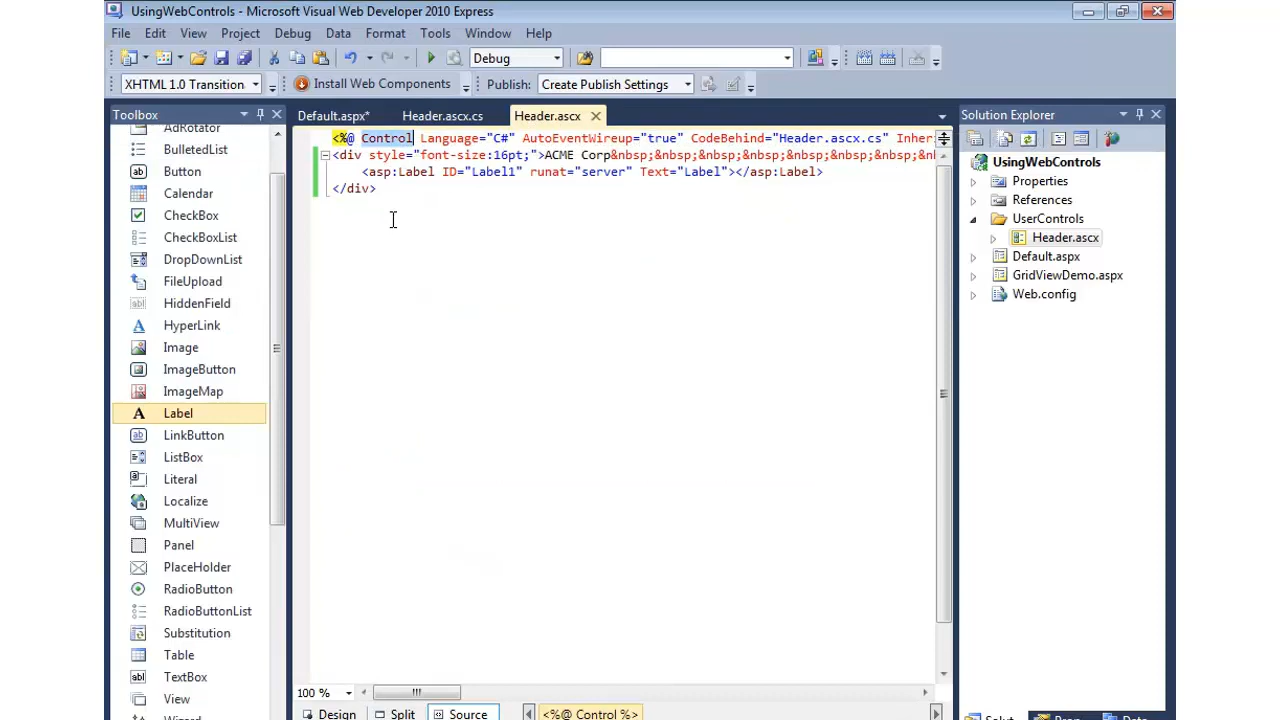 UsingWebControls - Microsoft Visual Web Developer 2010 Express
File Edit View Project Debug Data Format Tools Window Help
Debug
XHTML 1.0 Transition Install Web Components Publish: Create Publish Settings
Toolbox
AdRotator
BulletedList
Button
Calendar
CheckBox
CheckBoxList
DropDownList
FileUpload
HiddenField
HyperLink
Image
ImageButton
ImageMap
Label
LinkButton
ListBox
Literal
Localize
MultiView
Panel
PlaceHolder
RadioButton
RadioButtonList
Substitution
Table
TextBox
View
Default.aspx* Header.ascx.cs Header.ascx
<%@ Control Language="C#" AutoEventWireup="true" CodeBehind="Header.ascx.cs" Inher
<div style="font-size:16pt;">ACME Corp&nbsp;&nbsp;&nbsp;&nbsp;&nbsp;&nbsp;&nbsp;&n
<asp:Label ID="Label1" runat="server" Text="Label"></asp:Label>
</div>
100 %
Design Split Source <%@ Control %>
Solution Explorer
UsingWebControls
Properties
References
UserControls
Header.ascx
Default.aspx
GridViewDemo.aspx
Web.config